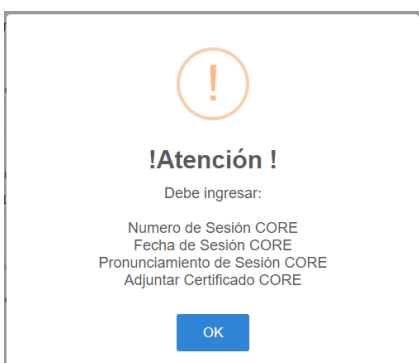 !Atención !
Debe ingresar:
Numero de Sesión CORE
Fecha de Sesión CORE
Pronunciamiento de Sesión CORE
Adjuntar Certificado CORE
OK